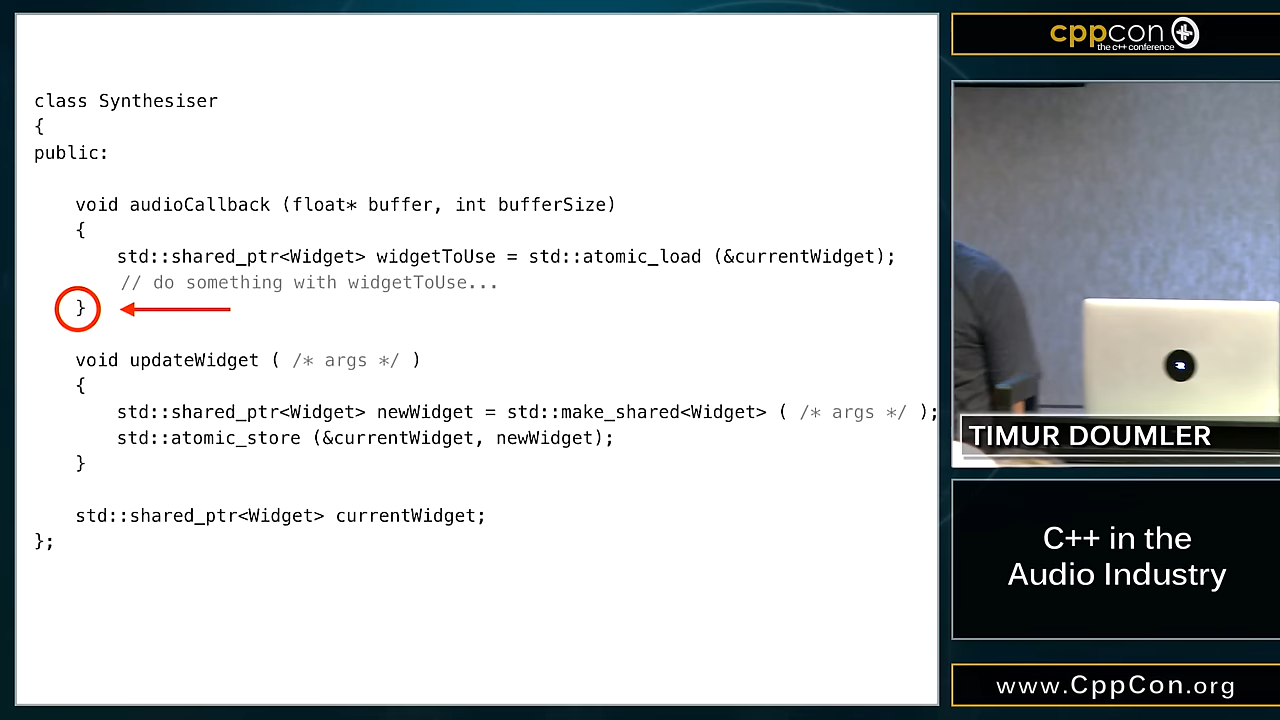 class Synthesiser
{
public:
void audioCallback (float* buffer, int bufferSize)
{
std::shared_ptr<Widget> widgetToUse = std::atomic_load (&currentWidget);
// do something with widgetToUse...
}
void updateWidget ( /* args */ )
{
std::shared_ptr<Widget> newWidget = std::make_shared<Widget> ( /* args */ );
std::atomic_store (&currentWidget, newWidget);
}
std::shared_ptr<Widget> currentWidget;
};
cppcon
the c++ conference
TIMUR DOUMLER
C++ in the
Audio Industry
www.CppCon.org